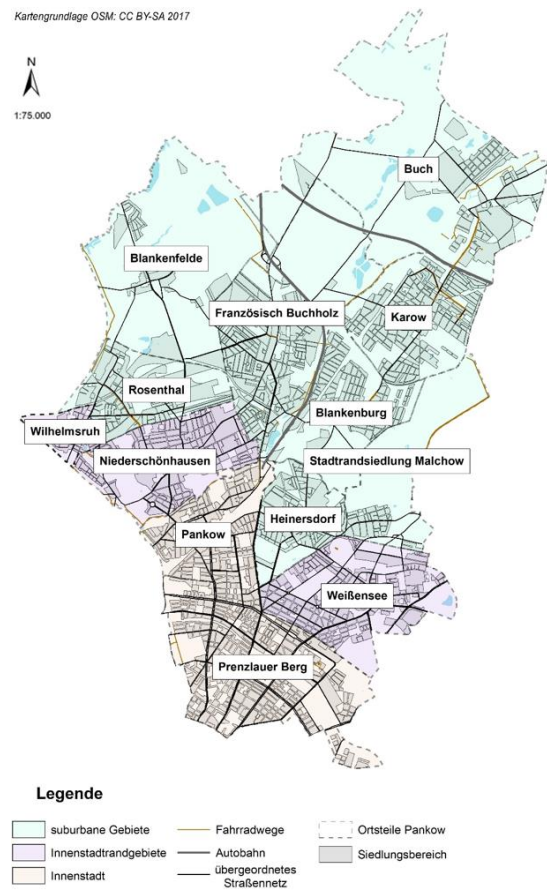 Kartengrundlage OSM: CC BY-SA 2017
N
1:75.000
Buch
Blankenfelde
Französisch Buchholz
Karow
Rosenthal
Blankenburg
Wilhelmsruh
Niederschönhausen
Stadtrandsiedlung Malchow
Heinersdorf
Pankow
Weißensee
Prenzlauer Berg
Legende
suburbane Gebiete
Fahrradwege
Ortsteile Pankow
Innenstadtrandgebiete
Autobahn
Siedlungsbereich
Innenstadt
übergeordnetes
Straßennetz